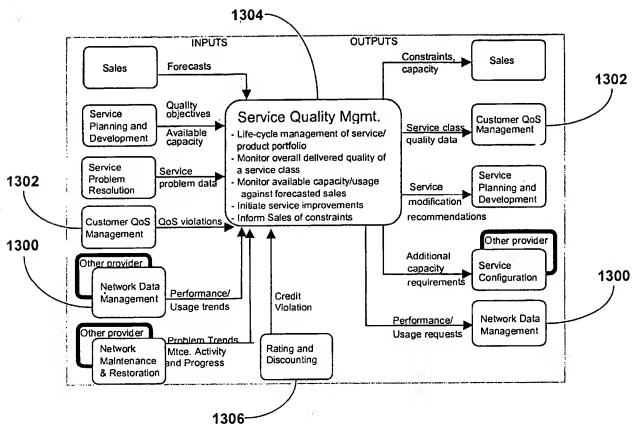 1304
INPUTS
OUTPUTS
Sales
Forecasts
Constraints,
capacity
Sales
1302
Service
Planning and
Development
Quality
objectives
Available
capacity
Service Quality Mgmt.
- Life-cycle management of service/
product portfolio
- Monitor overall delivered quality of
a service class
- Monitor available capacity/usage
against forecasted sales
- Initiate service improvements
- Inform Sales of constraints
Service class
quality data
Customer QoS
Management
Service
Problem
Resolution
Service
problem data
Service
modification
recommendations
Service
Planning and
Development
1302
Customer QoS
Management
QoS violations
1300
Other provider
Network Data
Management
Performance/
Usage trends
Credit
Violation
Additional
capacity
requirements
Other provider
Service
Configuration
1300
Other provider
Network
Maintenance
& Restoration
Problem Trends
Mtce. Activity
and Progress
Rating and
Discounting
Performance/
Usage requests
Network Data
Management
1306